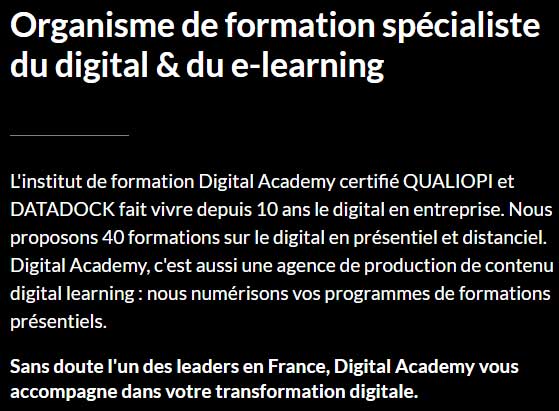 Organisme de formation spécialiste
du digital & du e-learning
L'institut de formation Digital Academy certifié QUALIOPI et
DATADOCK fait vivre depuis 10 ans le digital en entreprise. Nous
proposons 40 formations sur le digital en présentiel et distanciel.
Digital Academy, c'est aussi une agence de production de contenu
digital learning : nous numérisons vos programmes de formations
présentiels.
Sans doute l'un des leaders en France, Digital Academy vous
accompagne dans votre transformation digitale.